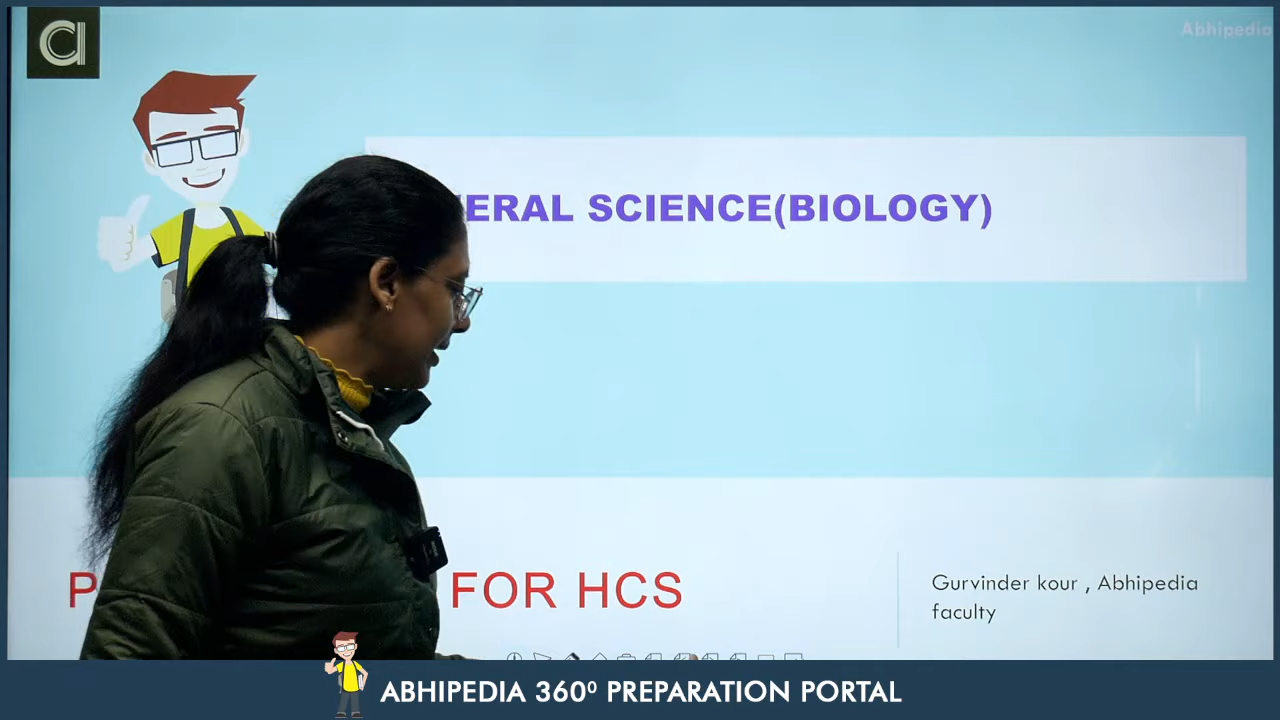 Abhipedia
ERAL SCIENCE(BIOLOGY)
P
FOR HCS
Gurvinder kour , Abhipedia
faculty
ABHIPEDIA 360⁰ PREPARATION PORTAL